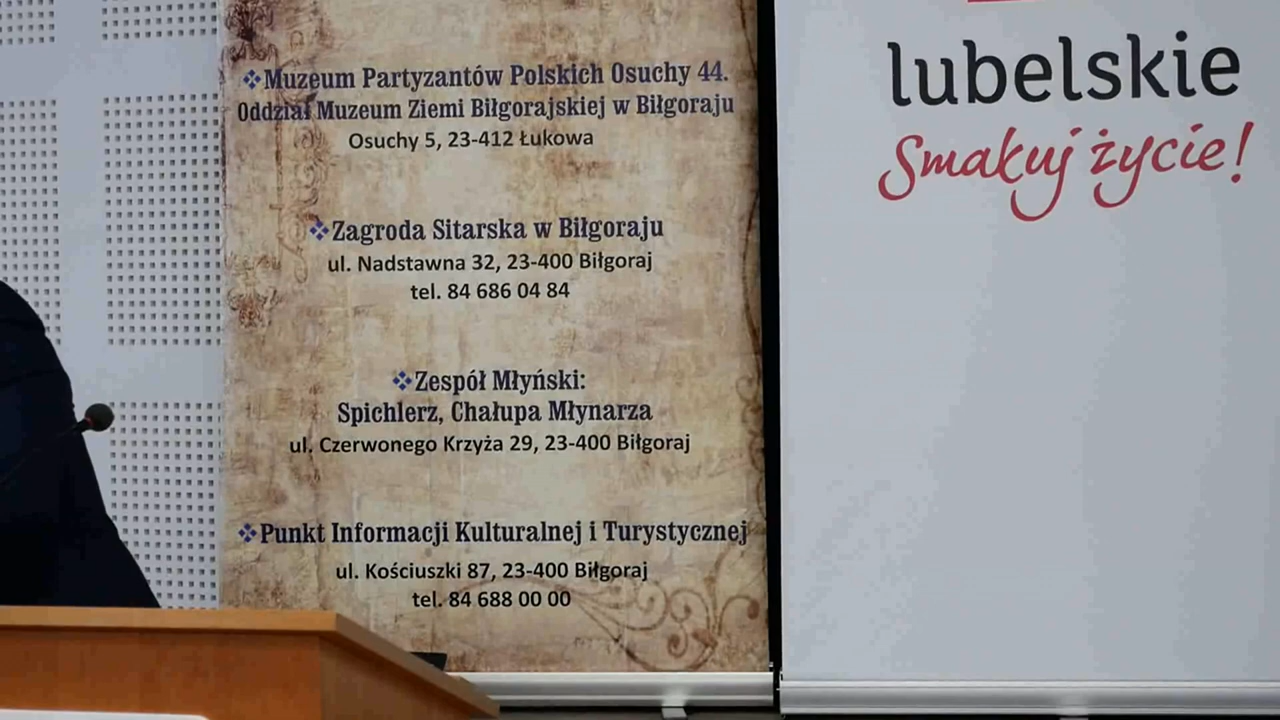 ❖Muzeum Partyzantów Polskich Osuchy 44.
Oddział Muzeum Ziemi Biłgorajskiej w Biłgoraju
Osuchy 5, 23-412 Łukowa
❖Zagroda Sitarska w Biłgoraju
ul. Nadstawna 32, 23-400 Biłgoraj
tel. 84 686 04 84
❖Zespół Młyński:
Spichlerz, Chałupa Młynarza
ul. Czerwonego Krzyża 29, 23-400 Biłgoraj
❖Punkt Informacji Kulturalnej i Turystycznej
ul. Kościuszki 87, 23-400 Biłgoraj
tel. 84 688 00 00
lubelskie
Smakuj życie!